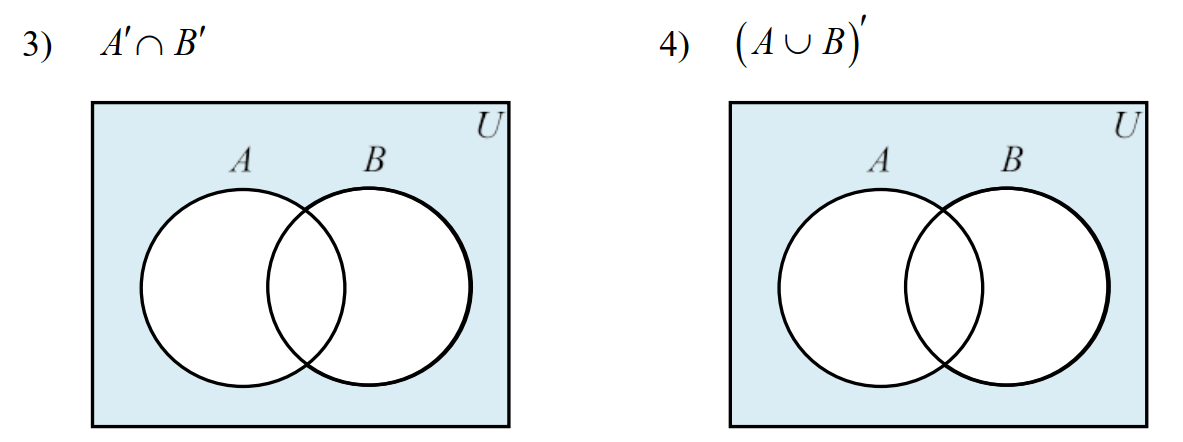 3) A′∩ B′
4) (A ∪ B)′
U
A B
U
A B